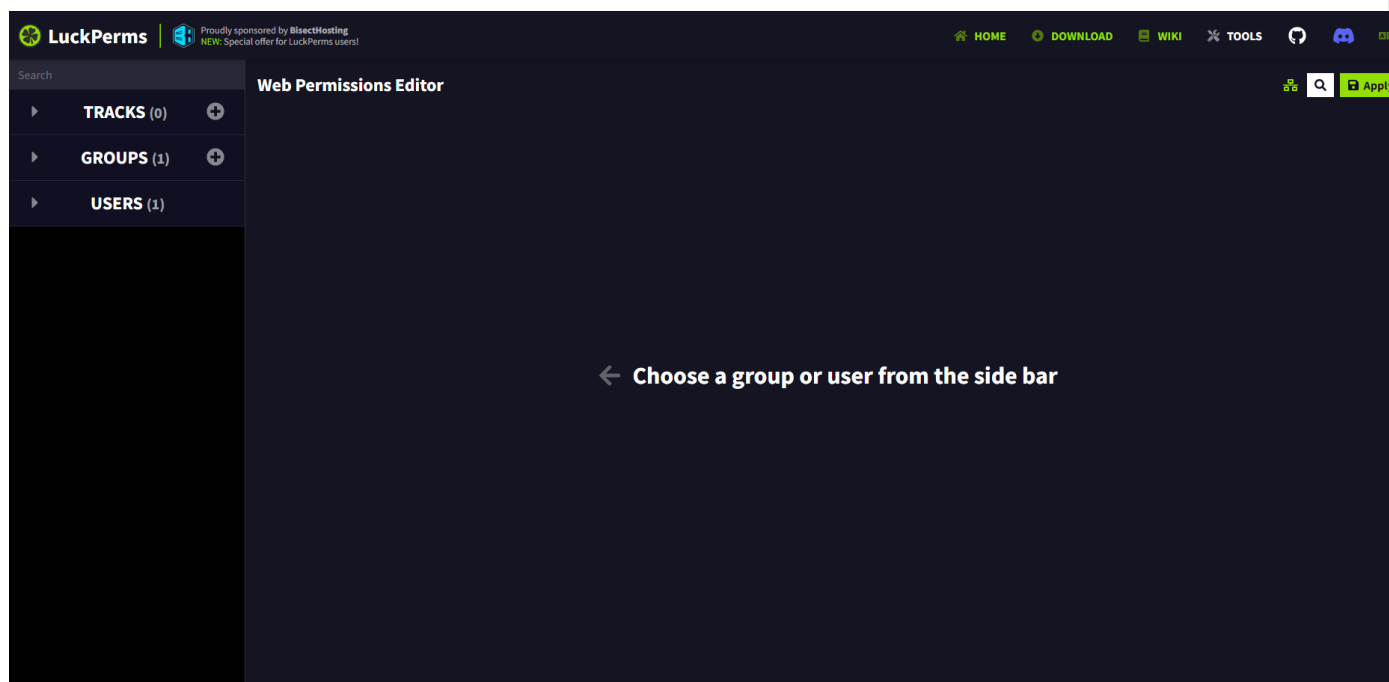 LuckPerms
Proudly sponsored by BisectHosting
NEW: Special offer for LuckPerms users!
HOME
DOWNLOAD
WIKI
TOOLS
Search
Web Permissions Editor
Appl
TRACKS (0)
GROUPS (1)
USERS (1)
Choose a group or user from the side bar